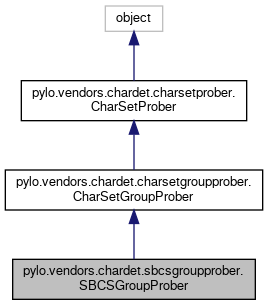 object
pylo.vendors.chardet.charsetprober.
CharSetProber
pylo.vendors.chardet.charsetgroupprober.
CharSetGroupProber
pylo.vendors.chardet.sbcsgroupprober.
SBCSGroupProber